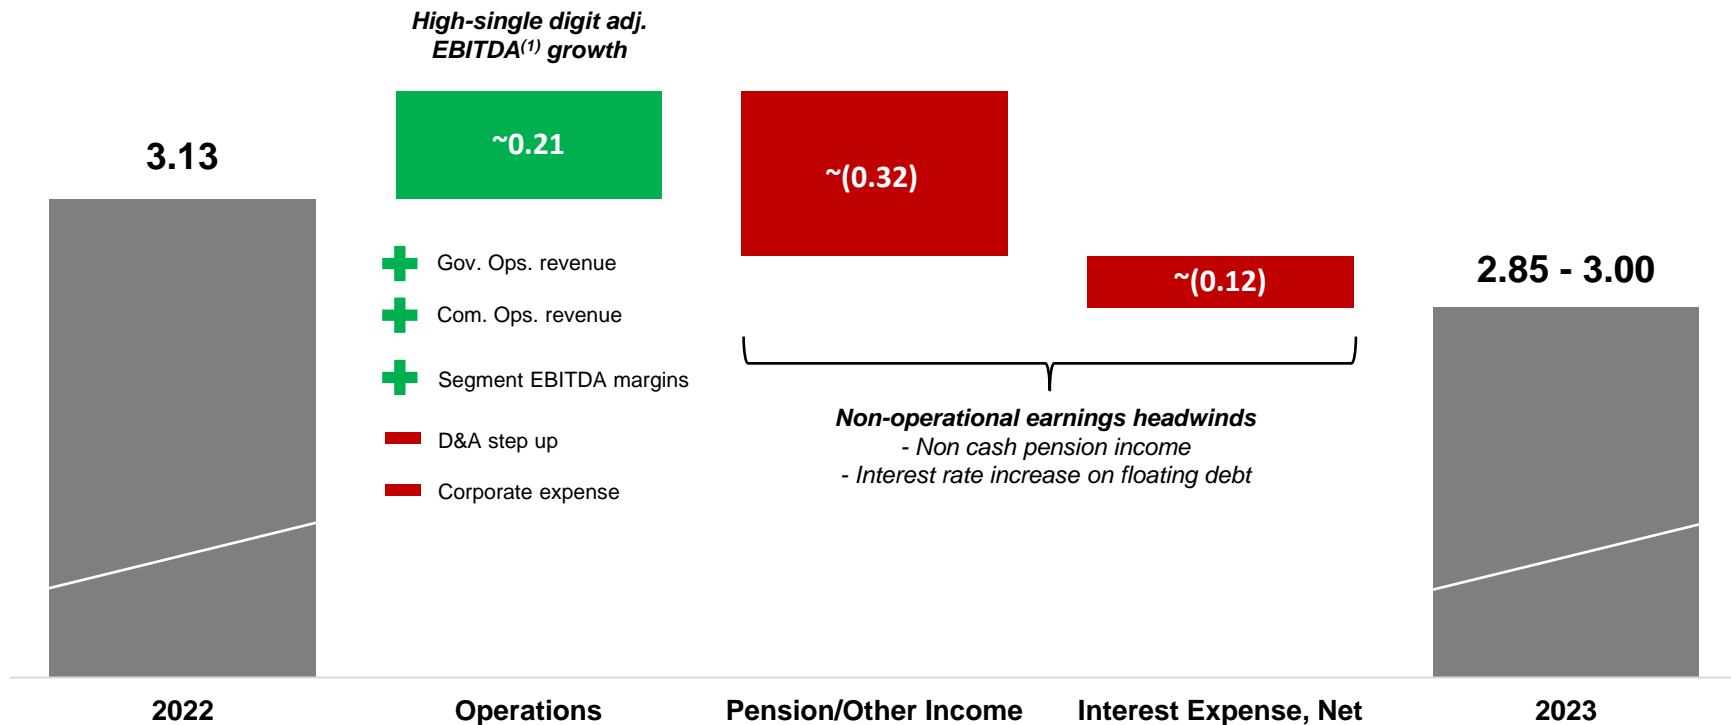 High-single digit adj.
EBITDA(1) growth
3.13
~0.21
~(0.32)
~(0.12)
2.85 - 3.00
Gov. Ops. revenue
Com. Ops. revenue
Segment EBITDA margins
D&A step up
Corporate expense
Non-operational earnings headwinds
- Non cash pension income
- Interest rate increase on floating debt
2022
Operations
Pension/Other Income
Interest Expense, Net
2023